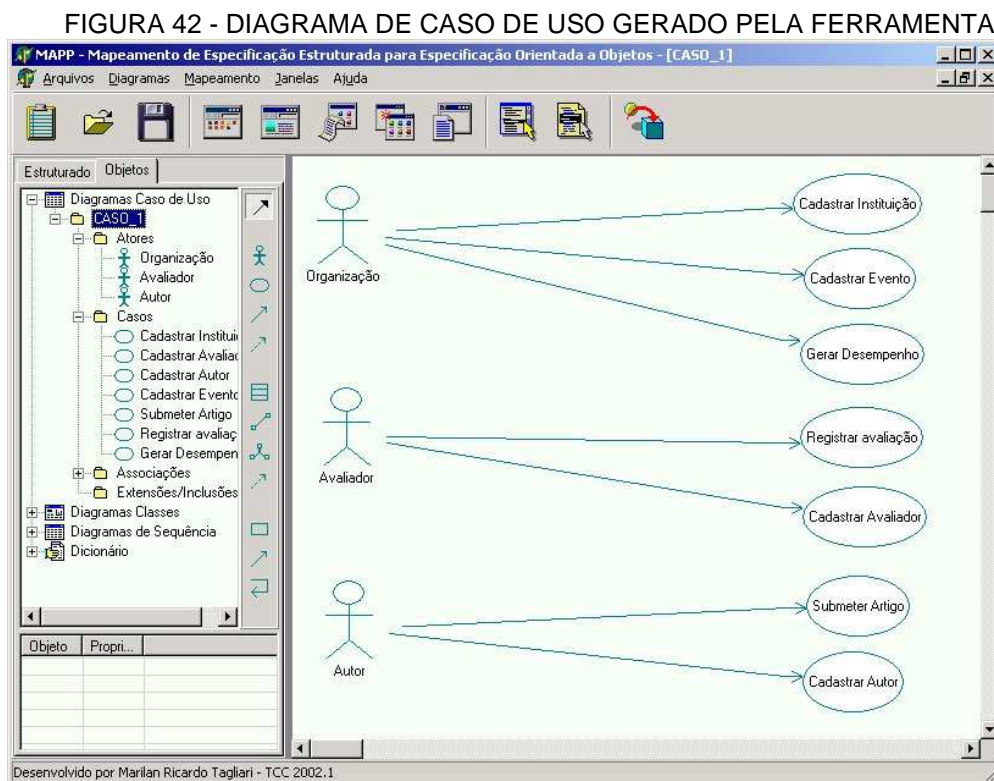 FIGURA 42 - DIAGRAMA DE CASO DE USO GERADO PELA FERRAMENTA
MAPP - Mapeamento de Especificação Estruturada para Especificação Orientada a Objetos - [CASO_1]
Arquivos Diagramas Mapeamento Janelas Ajuda
Estruturado Objetos
Diagramas Caso de Uso
CASO_1
Atores
Organização
Avaliador
Autor
Casos
Cadastrar Institui
Cadastrar Avaliad
Cadastrar Autor
Cadastrar Evento
Submeter Artigo
Registrar avaliaç
Gerar Desempen
Associações
Extensões/Inclusões
Diagramas Classes
Diagramas de Sequência
Dicionário
Objeto Propri...
Organização
Cadastrar Instituição
Cadastrar Evento
Gerar Desempenho
Avaliador
Registrar avaliação
Cadastrar Avaliador
Autor
Submeter Artigo
Cadastrar Autor
Desenvolvido por Marilan Ricardo Tagliari - TCC 2002.1